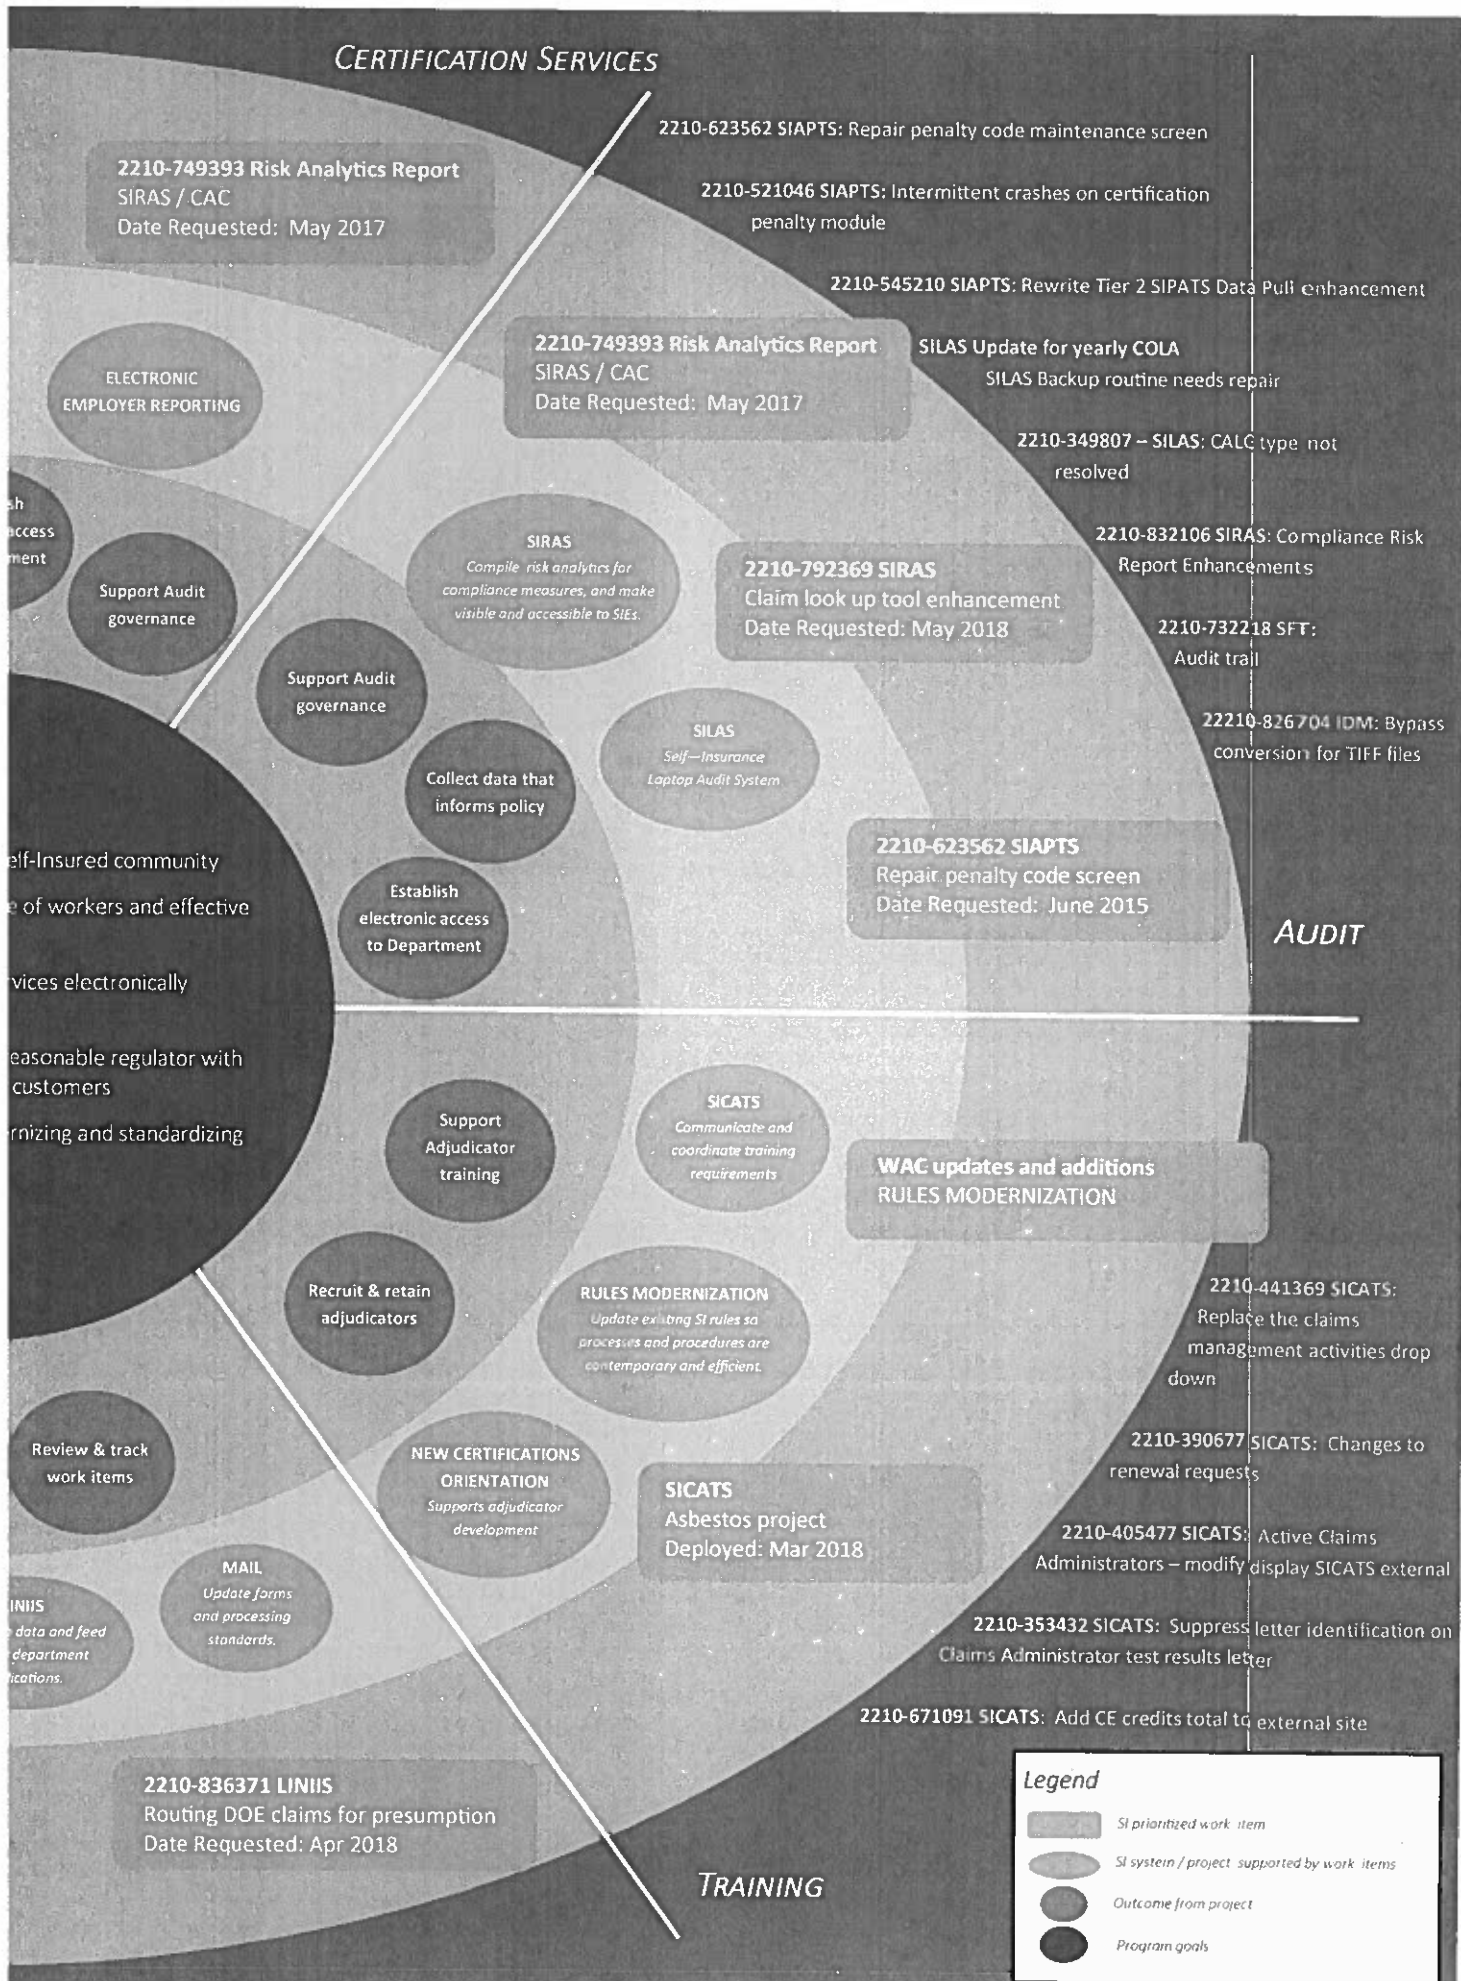 CERTIFICATION SERVICES
2210-623562 SIAPTS: Repair penalty code maintenance screen
2210-749393 Risk Analytics Report
SIRAS / CAC
Date Requested: May 2017
2210-521046 SIAPTS: Intermittent crashes on certification
penalty module
2210-545210 SIAPTS: Rewrite Tier 2 SIPATS Data Pull enhancement
2210-749393 Risk Analytics Report
SIRAS / CAC
Date Requested: May 2017
SILAS Update for yearly COLA
SILAS Backup routine needs repair
ELECTRONIC
EMPLOYER REPORTING
2210-349807 – SILAS: CALC type not
resolved
sh
access
ment
Support Audit
governance
SIRAS
Compile risk analytics for
compliance measures, and make
visible and accessible to SIEs.
2210-792369 SIRAS
Claim look up tool enhancement
Date Requested: May 2018
2210-832106 SIRAS: Compliance Risk
Report Enhancements
2210-732218 SFT:
Audit trail
Support Audit
governance
SILAS
Self—Insurance
Laptop Audit System
22210-826704 IDM: Bypass
conversion for TIFF files
Collect data that
informs policy
2210-623562 SIAPTS
Repair penalty code screen
Date Requested: June 2015
Establish
electronic access
to Department
AUDIT
elf-Insured community
e of workers and effective
vices electronically
easonable regulator with
customers
rnizing and standardizing
Support
Adjudicator
training
SICATS
Communicate and
coordinate training
requirements
WAC updates and additions
RULES MODERNIZATION
Recruit & retain
adjudicators
RULES MODERNIZATION
Update existing SI rules so
processes and procedures are
contemporary and efficient.
2210-441369 SICATS:
Replace the claims
management activities drop
down
Review & track
work items
NEW CERTIFICATIONS
ORIENTATION
Supports adjudicator
development
SICATS
Asbestos project
Deployed: Mar 2018
2210-390677 SICATS: Changes to
renewal requests
2210-405477 SICATS: Active Claims
Administrators – modify display SICATS external
MAIL
Update forms
and processing
standards.
INIIS
data and feed
department
ications.
2210-353432 SICATS: Suppress letter identification on
Claims Administrator test results letter
2210-671091 SICATS: Add CE credits total to external site
2210-836371 LINIIS
Routing DOE claims for presumption
Date Requested: Apr 2018
TRAINING
Legend
SI prioritized work item
SI system / project supported by work items
Outcome from project
Program goals